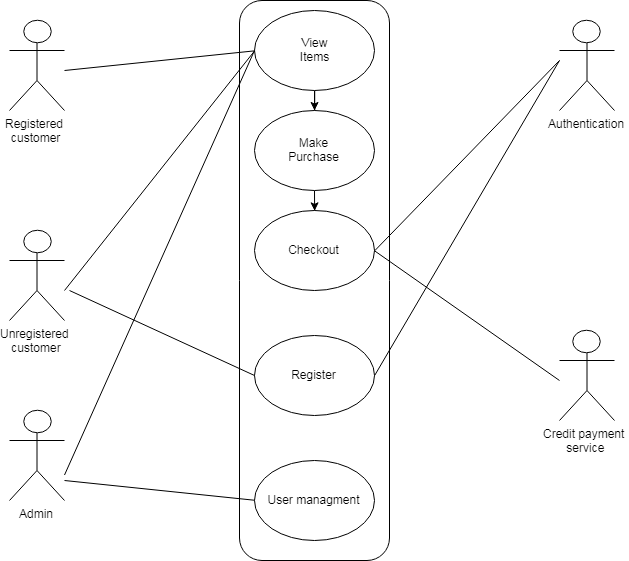 View
Items
Registered
customer
Authentication
Make
Purchase
Checkout
Unregistered
customer
Register
Credit payment
service
Admin
User managment